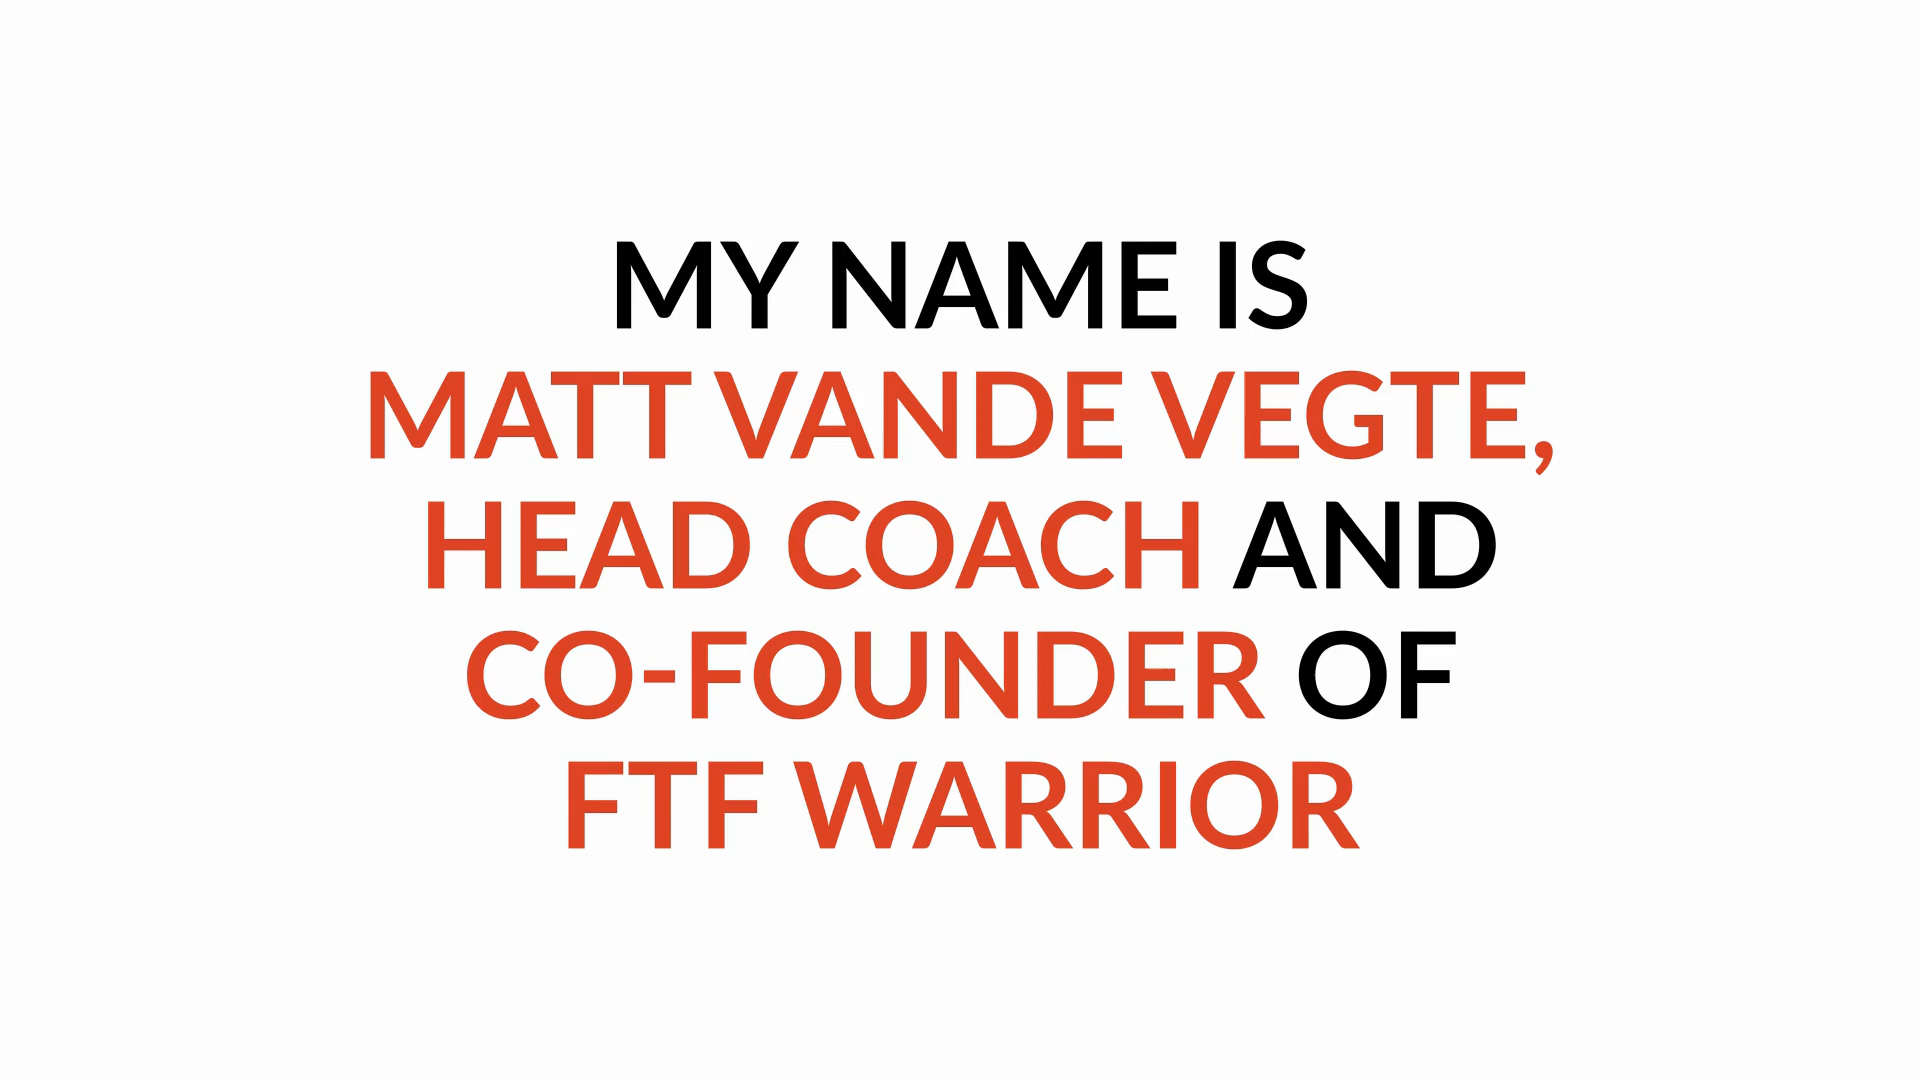 MY NAME IS
MATT VANDE VEGTE,
HEAD COACH AND
CO-FOUNDER OF
FTF WARRIOR